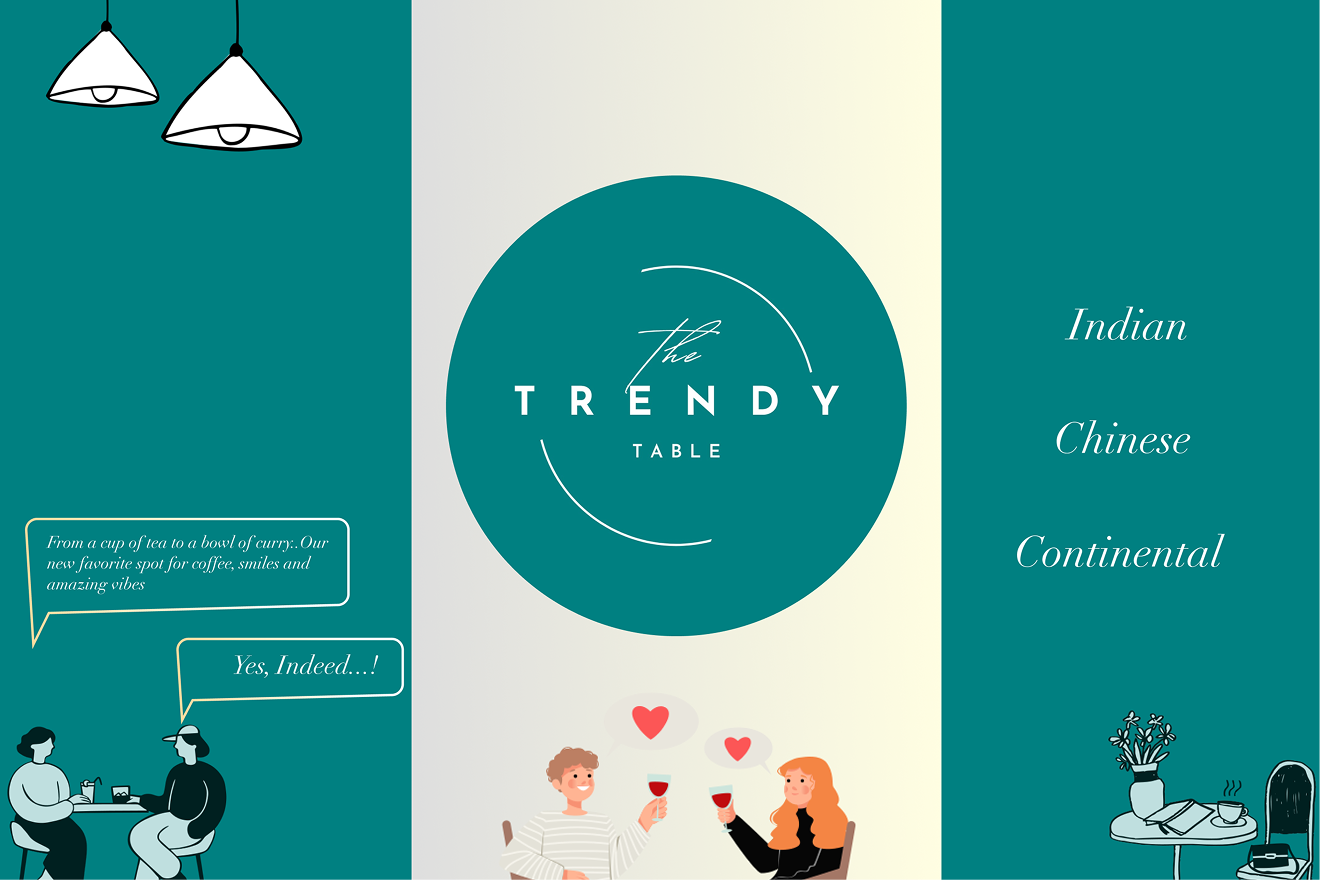 From a cup of tea to a bowl of curry..Our
new favorite spot for coffee, smiles and
amazing vibes
Yes, Indeed...!
the
TRENDY
TABLE
Indian
Chinese
Continental